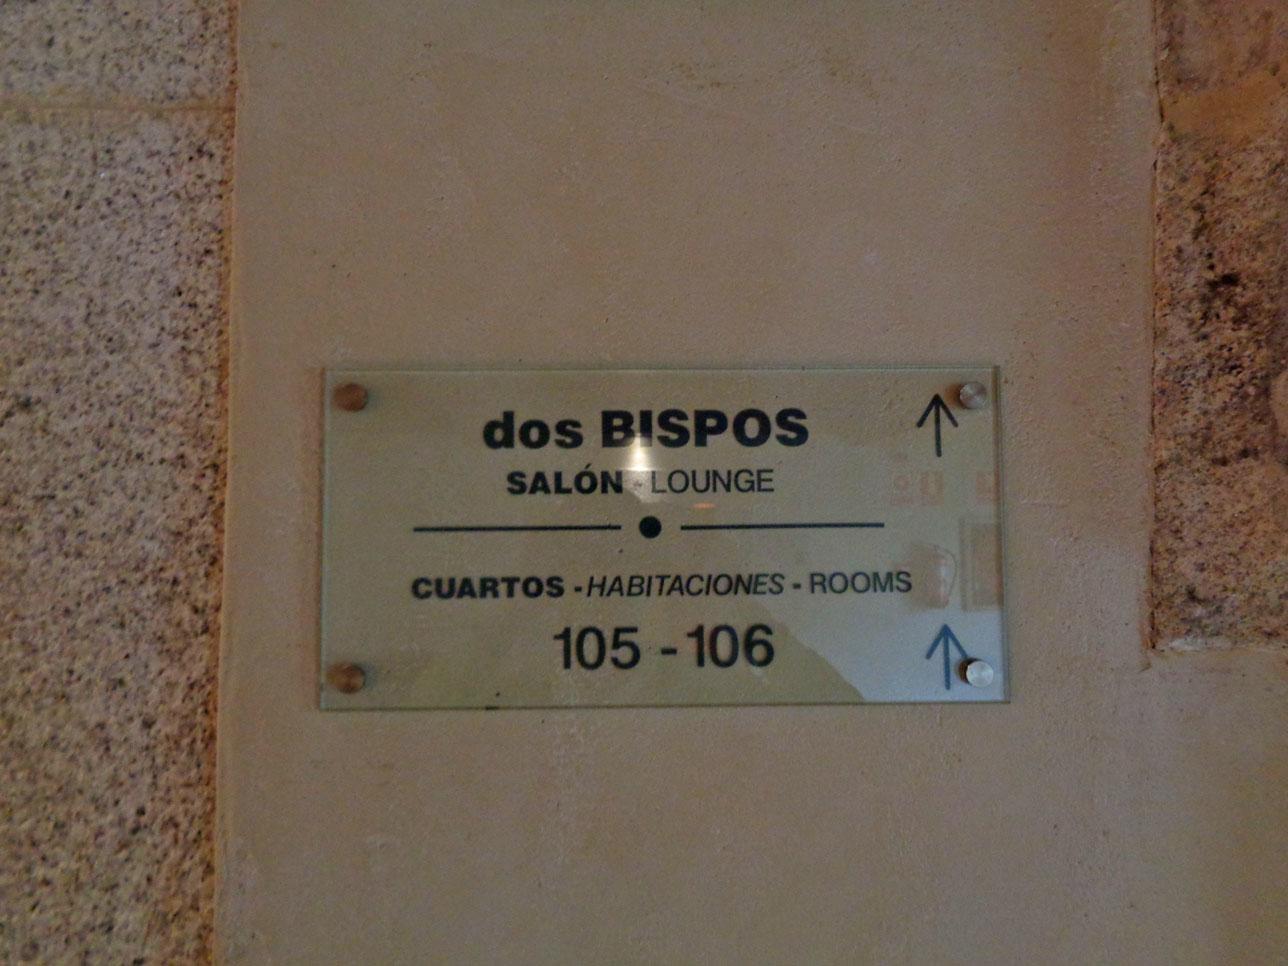 dos BISPOS
SALÓN - LOUNGE
CUARTOS - HABITACIONES - ROOMS
105 - 106